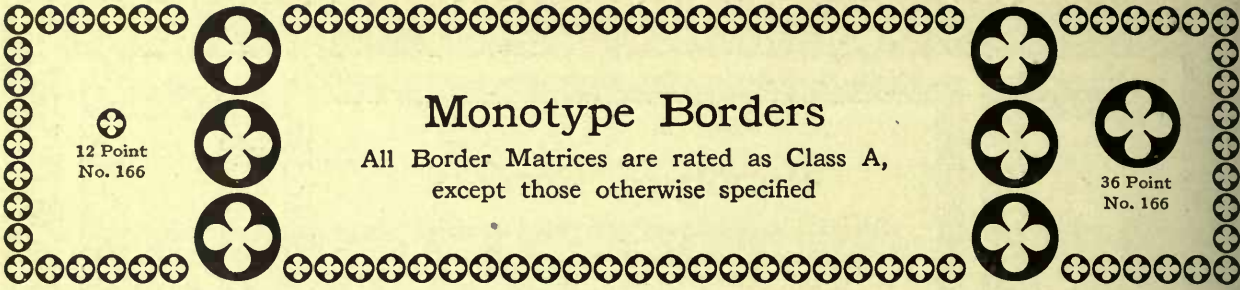 12 Point
No. 166
Monotype Borders
All Border Matrices are rated as Class A,
except those otherwise specified
36 Point
No. 166